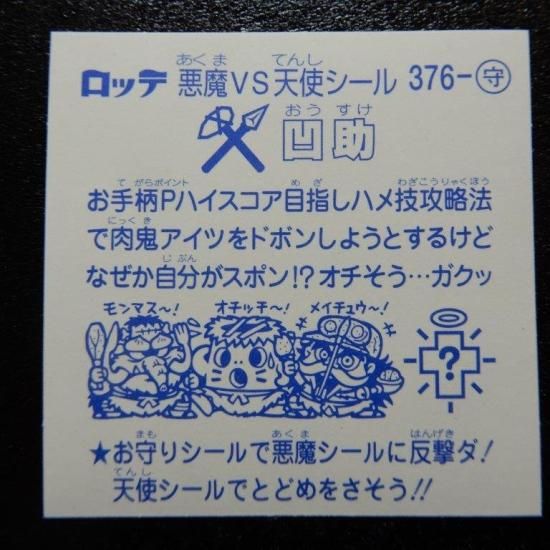 ロッテ 悪魔VS天使シール 376-守
凹助
お手柄Pハイスコア目指しハメ技攻略法
で肉鬼アイツをドボンしようとするけど
なぜか自分がスポン!?オチそう…ガクッ
モンマス〜! オチッチ〜! メイチュウ〜!
?
★お守りシールで悪魔シールに反撃ダ!
天使シールでとどめをさそう!!